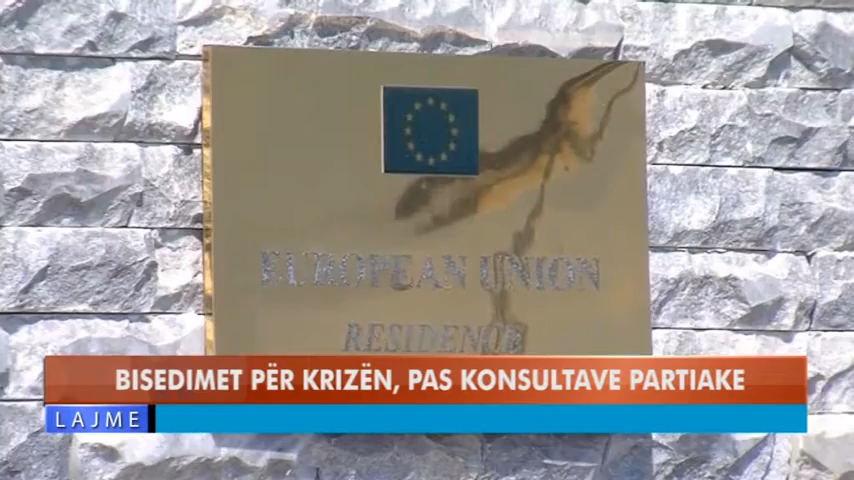 EUROPEAN UNION
RESIDENCE
BISEDIMET PËR KRIZËN, PAS KONSULTAVE PARTIAKE
LAJME